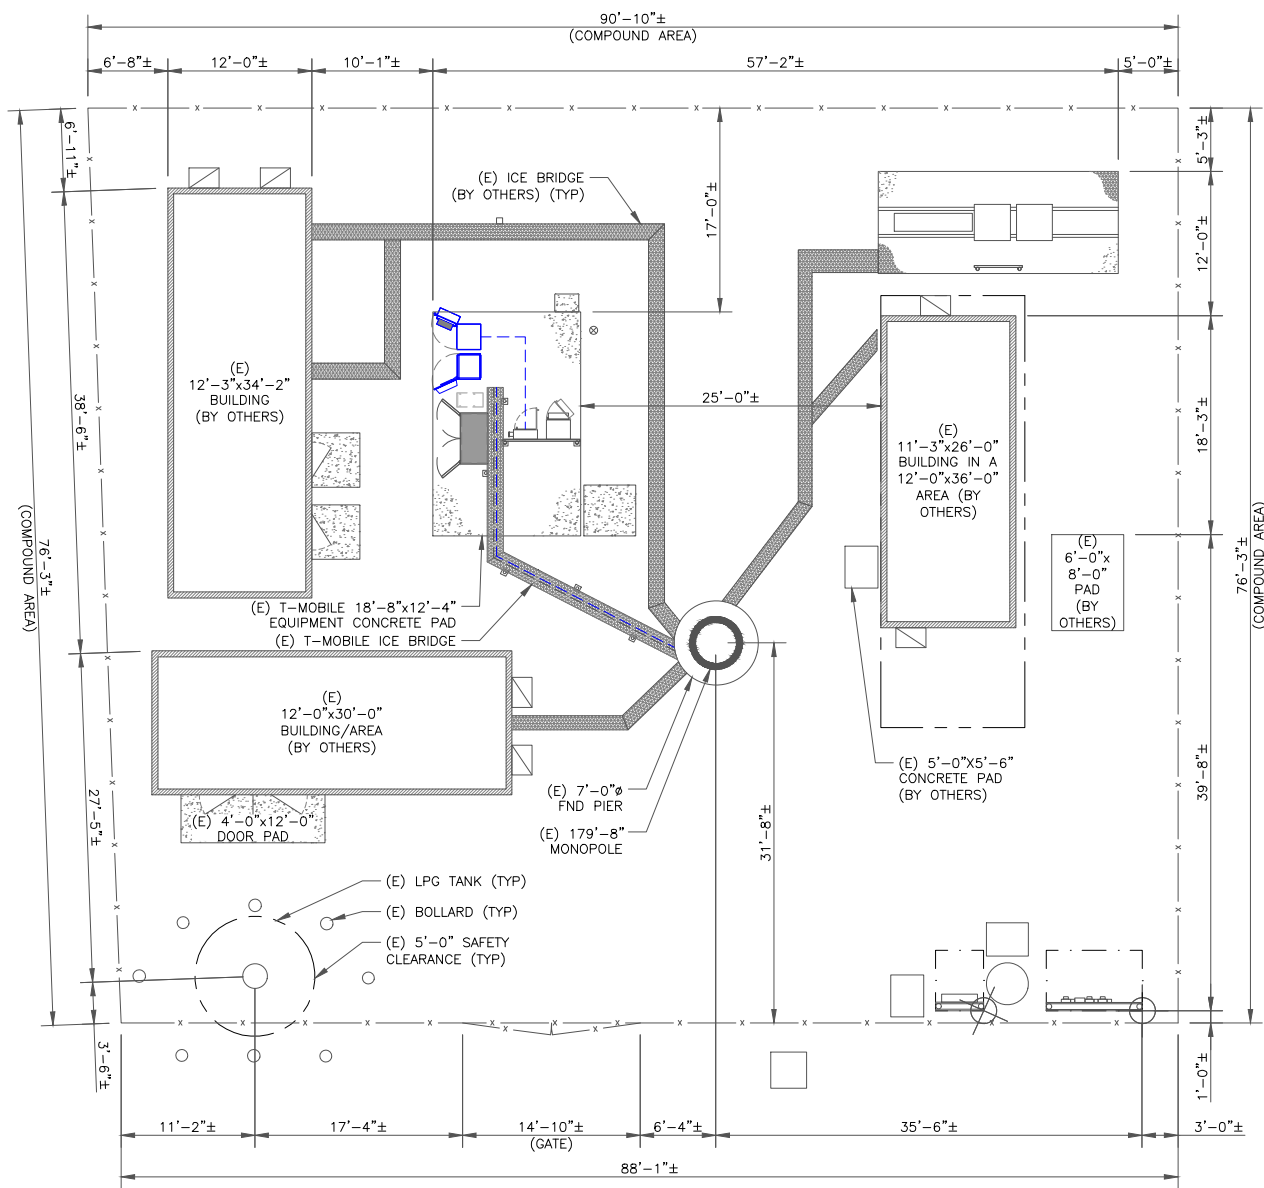 90'-10"±
(COMPOUND AREA)
6'-8"±
12'-0"±
10'-1"±
57'-2"±
5'-0"±
6'-11"±
5'-3"±
(E) ICE BRIDGE
(BY OTHERS) (TYP)
17'-0"±
12'-0"±
(E)
12'-3"x34'-2"
BUILDING
(BY OTHERS)
38'-6"±
25'-0"±
18'-3"±
(E)
11'-3"x26'-0"
BUILDING IN A
12'-0"x36'-0"
AREA (BY
OTHERS)
(COMPOUND AREA)
76'-3"±
76'-3"±
(COMPOUND AREA)
(E)
6'-0"x
8'-0"
PAD
(BY
OTHERS)
(E) T-MOBILE 18'-8"x12'-4"
EQUIPMENT CONCRETE PAD
(E) T-MOBILE ICE BRIDGE
(E)
12'-0"x30'-0"
BUILDING/AREA
(BY OTHERS)
(E) 5'-0"X5'-6"
CONCRETE PAD
(BY OTHERS)
39'-8"±
27'-5"±
(E) 7'-0"ø
FND PIER
31'-8"±
(E) 4'-0"x12'-0"
DOOR PAD
(E) 179'-8"
MONOPOLE
(E) LPG TANK (TYP)
(E) BOLLARD (TYP)
(E) 5'-0" SAFETY
CLEARANCE (TYP)
3'-6"±
1'-0"±
11'-2"±
17'-4"±
14'-10"±
(GATE)
6'-4"±
35'-6"±
3'-0"±
88'-1"±